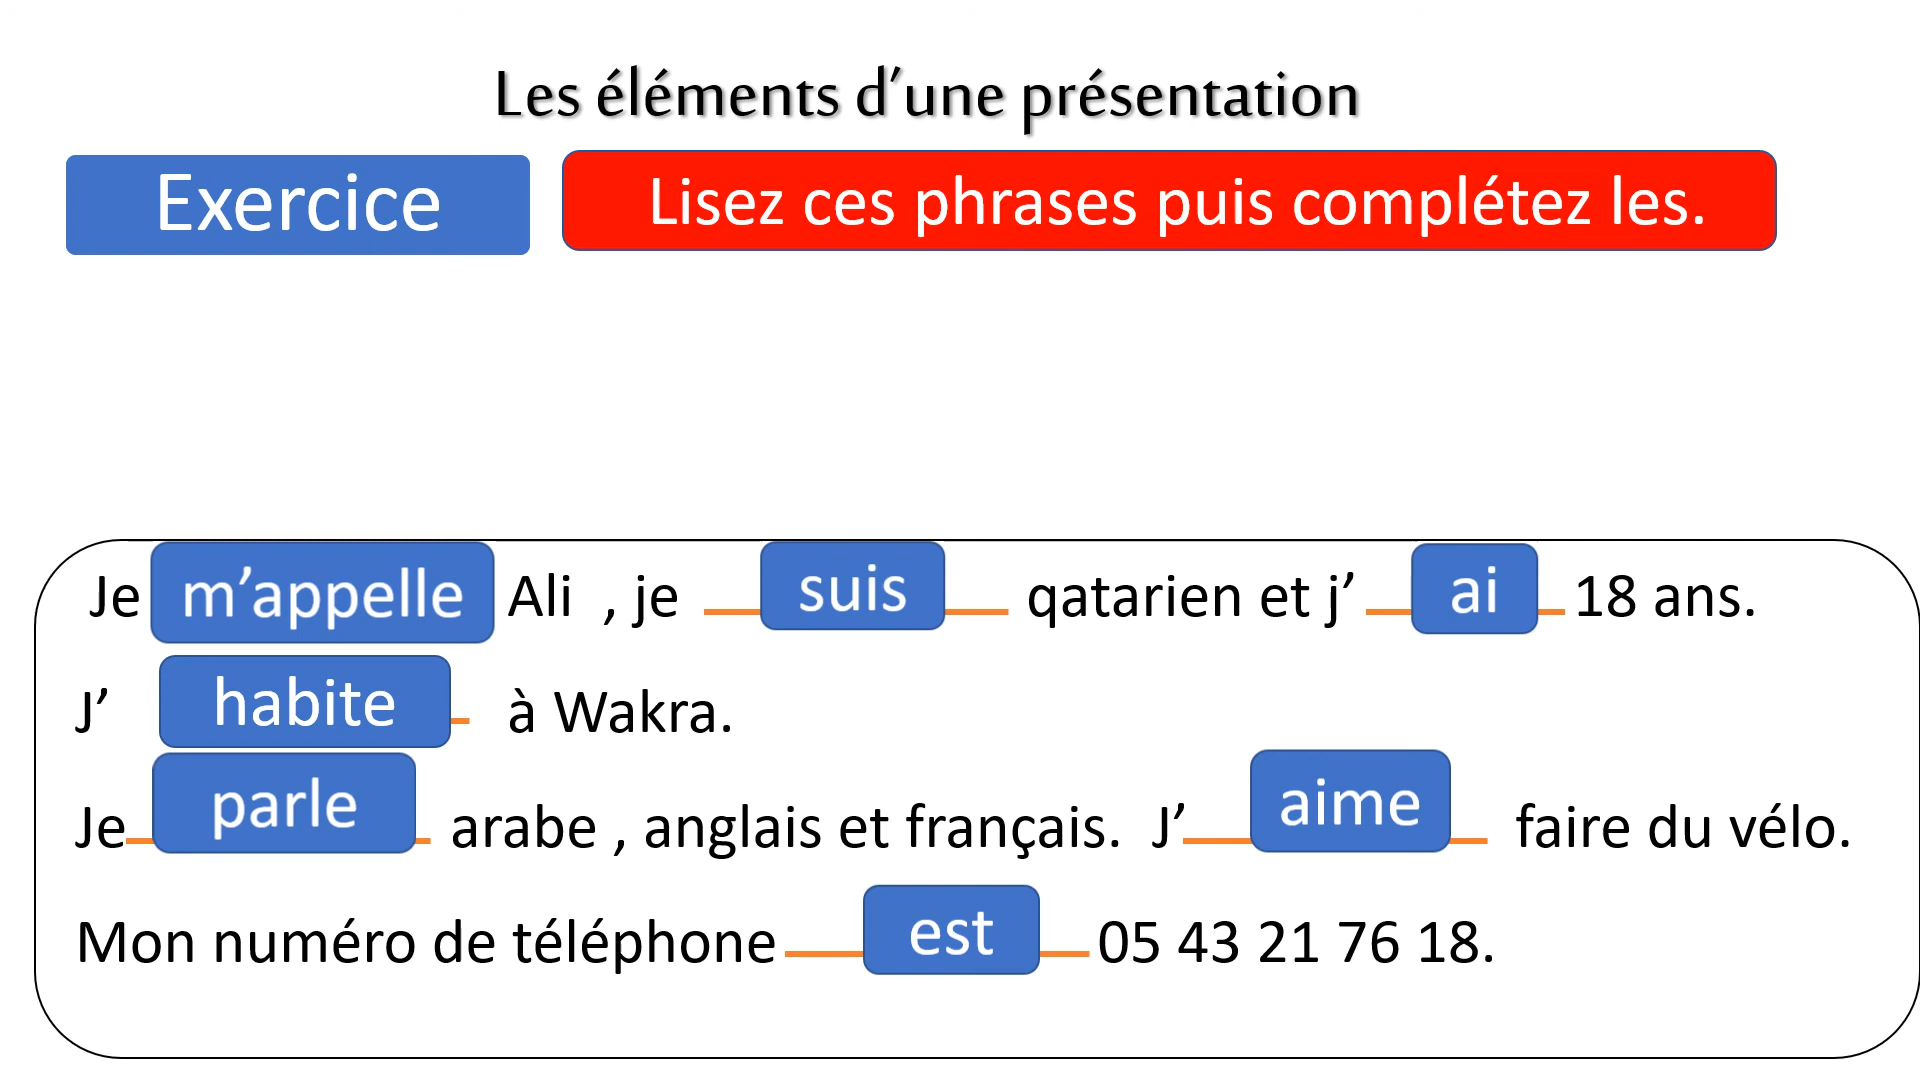 Les éléments d’une présentation
Exercice
Lisez ces phrases puis complétez les.
Je m’appelle Ali , je suis qatarien et j’ ai 18 ans.
J’ habite à Wakra.
Je parle arabe , anglais et français. J’ aime faire du vélo.
Mon numéro de téléphone est 05 43 21 76 18.